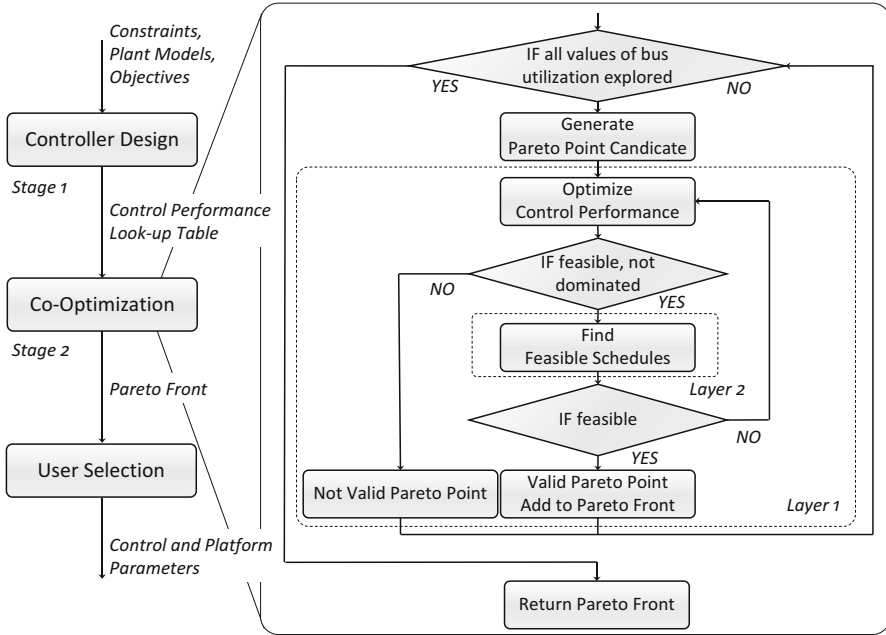 Constraints,
Plant Models,
Objectives
Controller Design
Stage 1
Control Performance
Look-up Table
Co-Optimization
Stage 2
Pareto Front
User Selection
Control and Platform
Parameters
IF all values of bus
utilization explored
YES
NO
Generate
Pareto Point Candicate
Optimize
Control Performance
IF feasible, not
dominated
NO
YES
Find
Feasible Schedules
Layer 2
IF feasible
NO
YES
Not Valid Pareto Point
Valid Pareto Point
Add to Pareto Front
Layer 1
Return Pareto Front